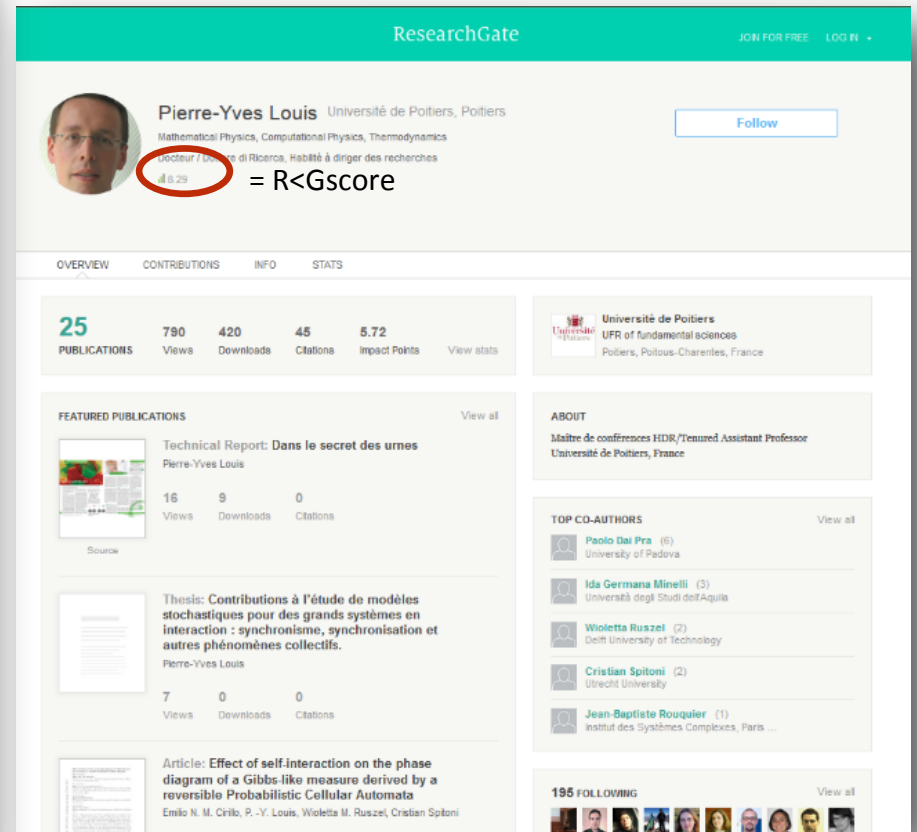 ResearchGate
JOIN FOR FREE LOG IN
Pierre-Yves Louis Université de Poitiers, Poitiers
Mathematical Physics, Computational Physics, Thermodynamics
Docteur / Dottore di Ricerca, Habilité à diriger des recherches
8.29
= R<Gscore
Follow
OVERVIEW CONTRIBUTIONS INFO STATS
25 790 420 45 5.72
PUBLICATIONS Views Downloads Citations Impact Points View stats
Université de Poitiers
UFR of fundamental sciences
Poitiers, Poitous-Charentes, France
FEATURED PUBLICATIONS View all
Technical Report: Dans le secret des urnes
Pierre-Yves Louis
16 9 0
Views Downloads Citations
Source
Thesis: Contributions à l'étude de modèles
stochastiques pour des grands systèmes en
interaction : synchronisme, synchronisation et
autres phénomènes collectifs.
Pierre-Yves Louis
7 0 0
Views Downloads Citations
Article: Effect of self-interaction on the phase
diagram of a Gibbs-like measure derived by a
reversible Probabilistic Cellular Automata
Emilio N. M. Cirillo, P. -Y. Louis, Wioletta M. Ruszel, Cristian Spitoni
ABOUT
Maître de conférences HDR/Tenured Assistant Professor
Université de Poitiers, France
TOP CO-AUTHORS View all
Paolo Dai Pra (6)
University of Padova
Ida Germana Minelli (3)
Università degli Studi dell'Aquila
Wioletta Ruszel (2)
Delft University of Technology
Cristian Spitoni (2)
Utrecht University
Jean-Baptiste Rouquier (1)
Institut des Systèmes Complexes, Paris ...
195 FOLLOWING View all